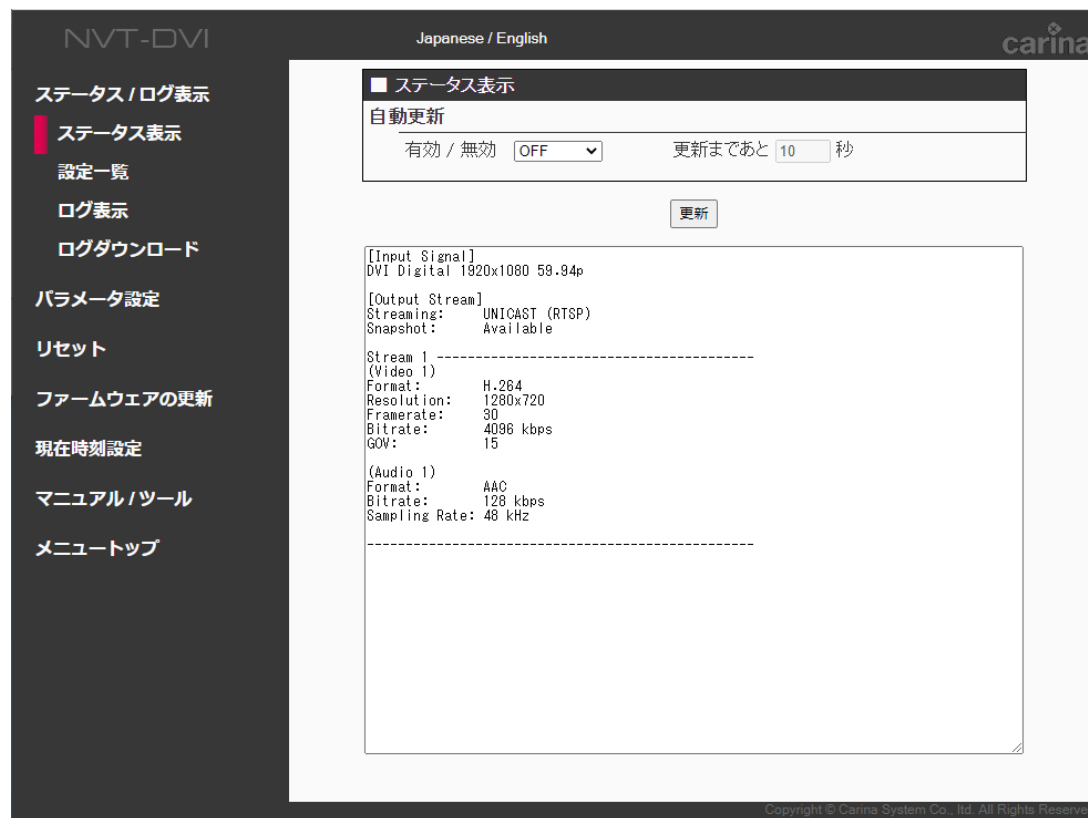 NVT-DVI
Japanese / English
carina
ステータス / ログ表示
ステータス表示
設定一覧
ログ表示
ログダウンロード
パラメータ設定
リセット
ファームウェアの更新
現在時刻設定
マニュアル / ツール
メニュートップ
■ ステータス表示
自動更新
有効 / 無効 OFF 更新まであと 10 秒
更新
[Input Signal]
DVI Digital 1920x1080 59.94p
[Output Stream]
Streaming: UNICAST (RTSP)
Snapshot: Available
Stream 1 -----------------------------------------
(Video 1)
Format: H.264
Resolution: 1280x720
Framerate: 30
Bitrate: 4096 kbps
GOV: 15
(Audio 1)
Format: AAC
Bitrate: 128 kbps
Sampling Rate: 48 kHz
--------------------------------------------------
Copyright © Carina System Co., ltd. All Rights Reserve